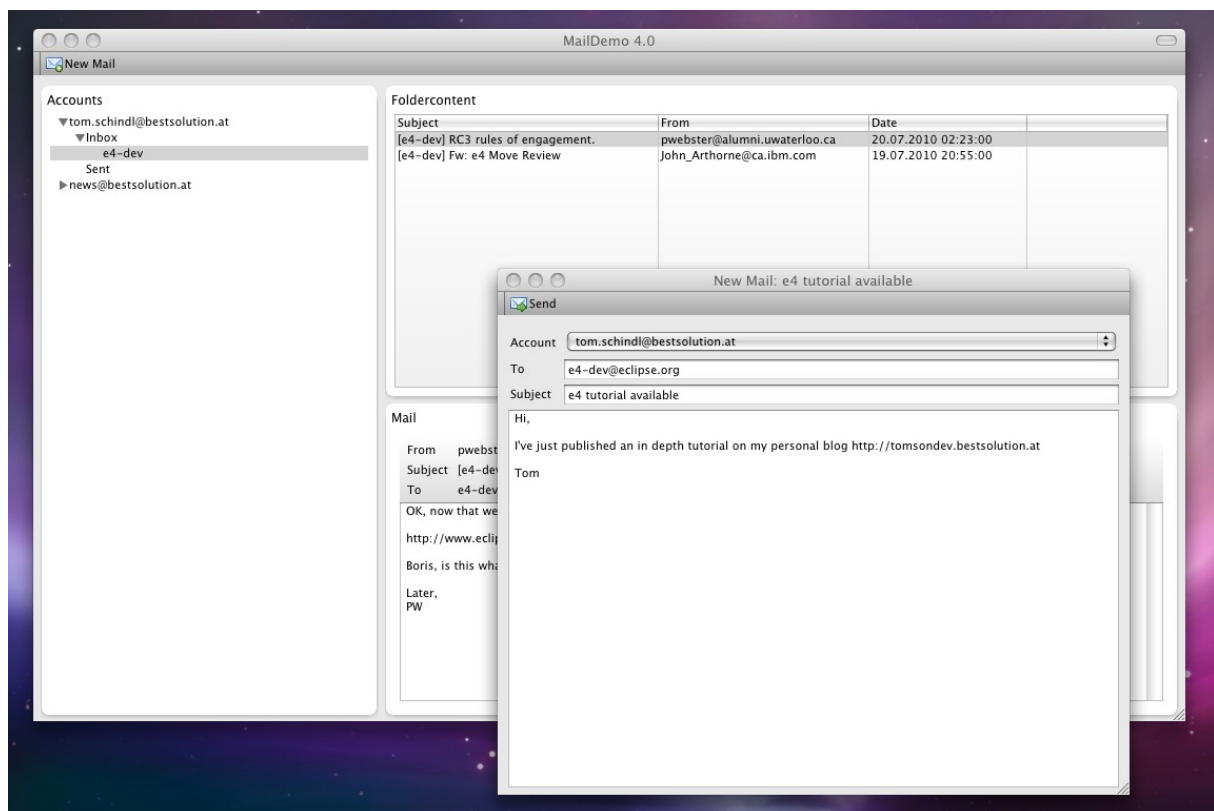 MailDemo 4.0
New Mail
Accounts
tom.schindl@bestsolution.at
Inbox
e4-dev
Sent
news@bestsolution.at
Foldercontent
Subject From Date
[e4-dev] RC3 rules of engagement. pwebster@alumni.uwaterloo.ca 20.07.2010 02:23:00
[e4-dev] Fw: e4 Move Review John_Arthorne@ca.ibm.com 19.07.2010 20:55:00
Mail
From pwebst
Subject [e4-dev
To e4-dev
OK, now that we
http://www.eclip
Boris, is this wha
Later,
PW
New Mail: e4 tutorial available
Send
Account tom.schindl@bestsolution.at
To e4-dev@eclipse.org
Subject e4 tutorial available
Hi,
I've just published an in depth tutorial on my personal blog http://tomsondev.bestsolution.at
Tom